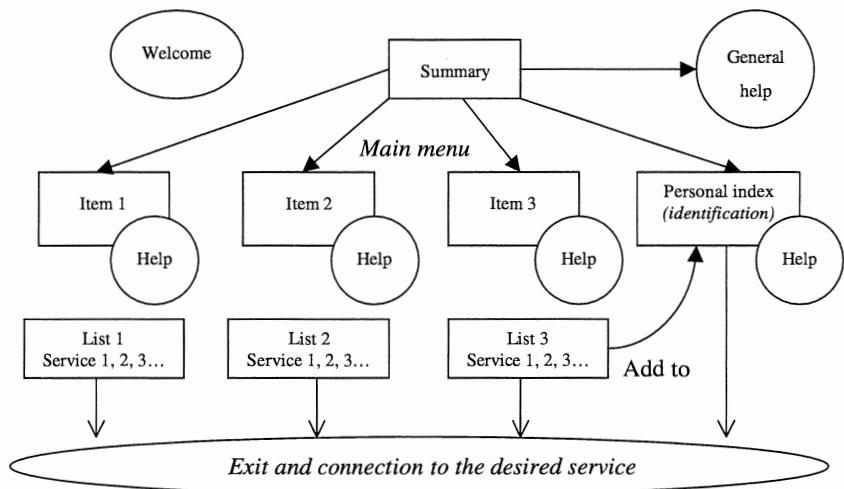 Welcome
Summary
General
help
Main menu
Item 1
Help
Item 2
Help
Item 3
Help
Personal index
(identification)
Help
List 1
Service 1, 2, 3…
List 2
Service 1, 2, 3…
List 3
Service 1, 2, 3…
Add to
Exit and connection to the desired service